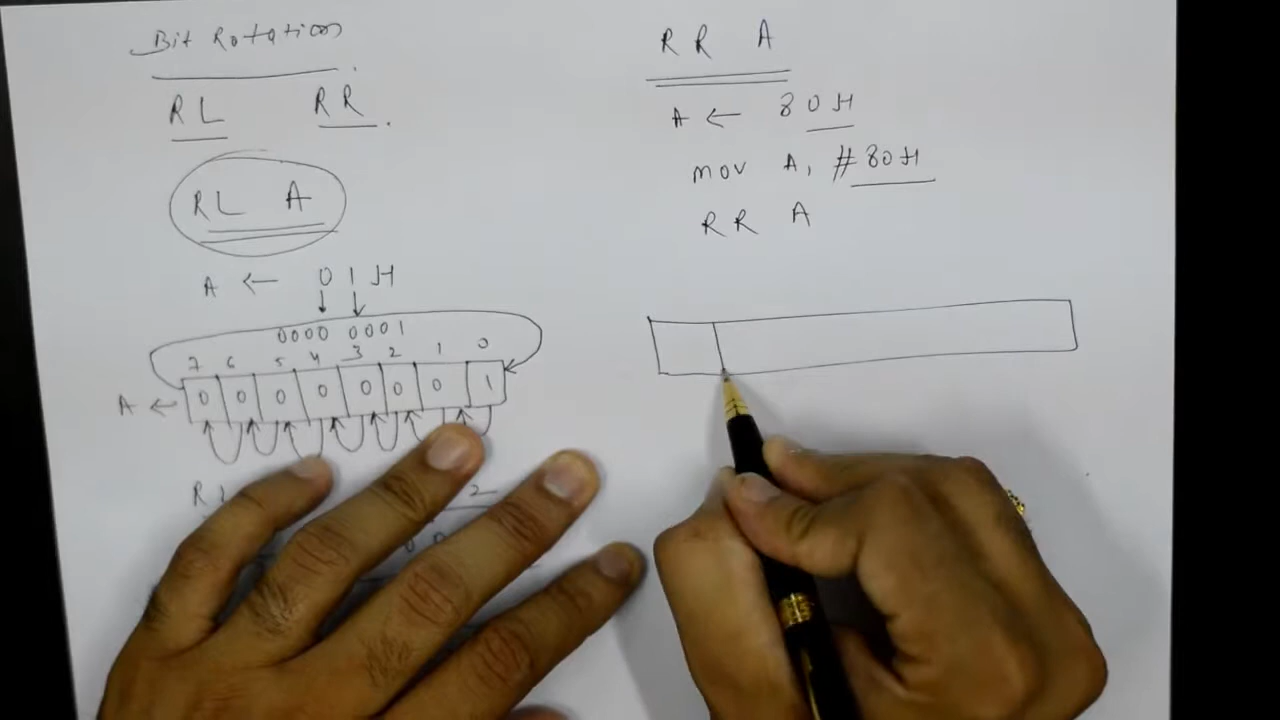 Bit Rotation
RL RR.
RL A
A ← 01H
0000 0001
7 6 5 4 3 2 1 0
A ← 0 0 0 0 0 0 0 1
2
RR A
A ← 80H
mov A, #80H
RR A